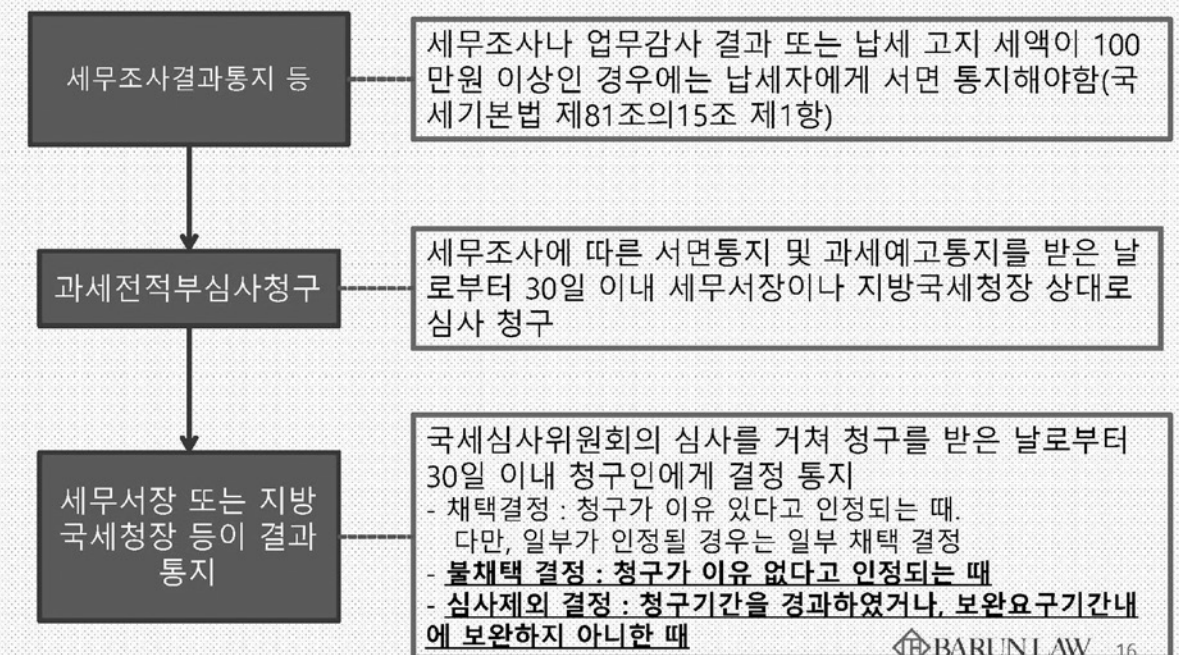 세무조사결과통지 등
세무조사나 업무감사 결과 또는 납세 고지 세액이 100
만원 이상인 경우에는 납세자에게 서면 통지해야함(국
세기본법 제81조의15조 제1항)
과세전적부심사청구
세무조사에 따른 서면통지 및 과세예고통지를 받은 날
로부터 30일 이내 세무서장이나 지방국세청장 상대로
심사 청구
세무서장 또는 지방
국세청장 등이 결과
통지
국세심사위원회의 심사를 거쳐 청구를 받은 날로부터
30일 이내 청구인에게 결정 통지
- 채택결정 : 청구가 이유 있다고 인정되는 때.
다만, 일부가 인정될 경우는 일부 채택 결정
- 불채택 결정 : 청구가 이유 없다고 인정되는 때
- 심사제외 결정 : 청구기간을 경과하였거나, 보완요구기간내
에 보완하지 아니한 때
BARUN LAW 16